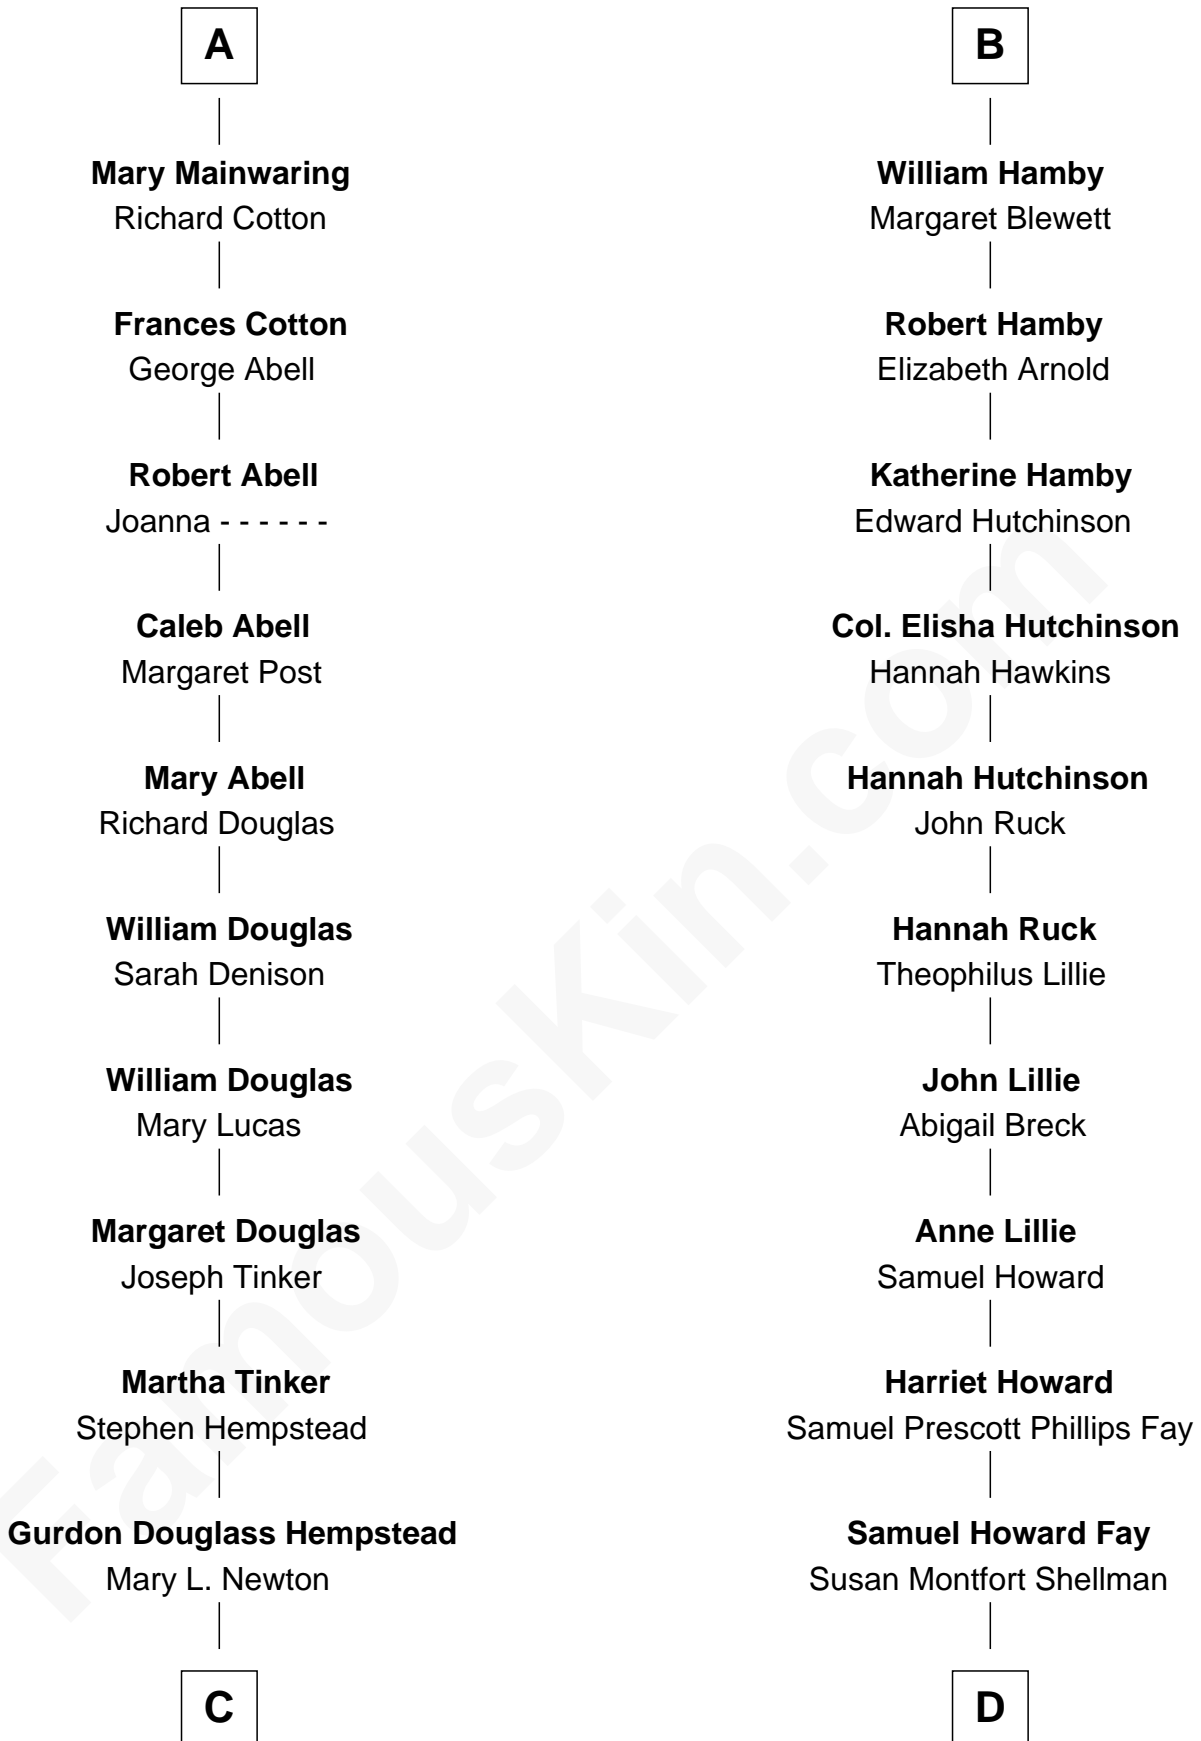 A
Mary Mainwaring
Richard Cotton
Frances Cotton
George Abell
Robert Abell
Joanna - - - - - -
Caleb Abell
Margaret Post
Mary Abell
Richard Douglas
William Douglas
Sarah Denison
William Douglas
Mary Lucas
Margaret Douglas
Joseph Tinker
Martha Tinker
Stephen Hempstead
Gurdon Douglass Hempstead
Mary L. Newton
C
B
William Hamby
Margaret Blewett
Robert Hamby
Elizabeth Arnold
Katherine Hamby
Edward Hutchinson
Col. Elisha Hutchinson
Hannah Hawkins
Hannah Hutchinson
John Ruck
Hannah Ruck
Theophilus Lillie
John Lillie
Abigail Breck
Anne Lillie
Samuel Howard
Harriet Howard
Samuel Prescott Phillips Fay
Samuel Howard Fay
Susan Montfort Shellman
D
FamousKin.com